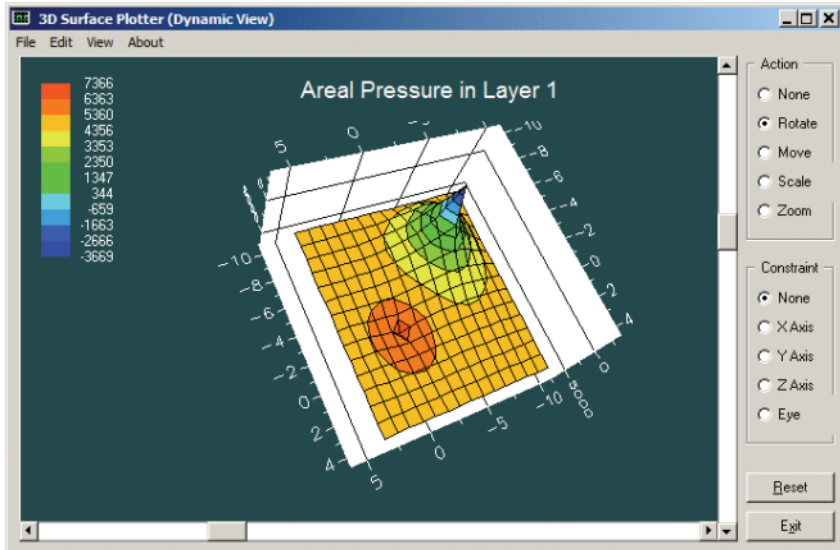 3D Surface Plotter (Dynamic View)
File Edit View About
Areal Pressure in Layer 1
7366
6363
5360
4356
3353
2350
1347
344
-659
-1663
-2666
-3669
5
0
-5
-10
-8
-6
-4
-2
-0
2
4
-10
-8
-6
-4
-2
0
2
4
5
0
-5
-10
0
Action
None
Rotate
Move
Scale
Zoom
Constraint
None
X Axis
Y Axis
Z Axis
Eye
Reset
Exit